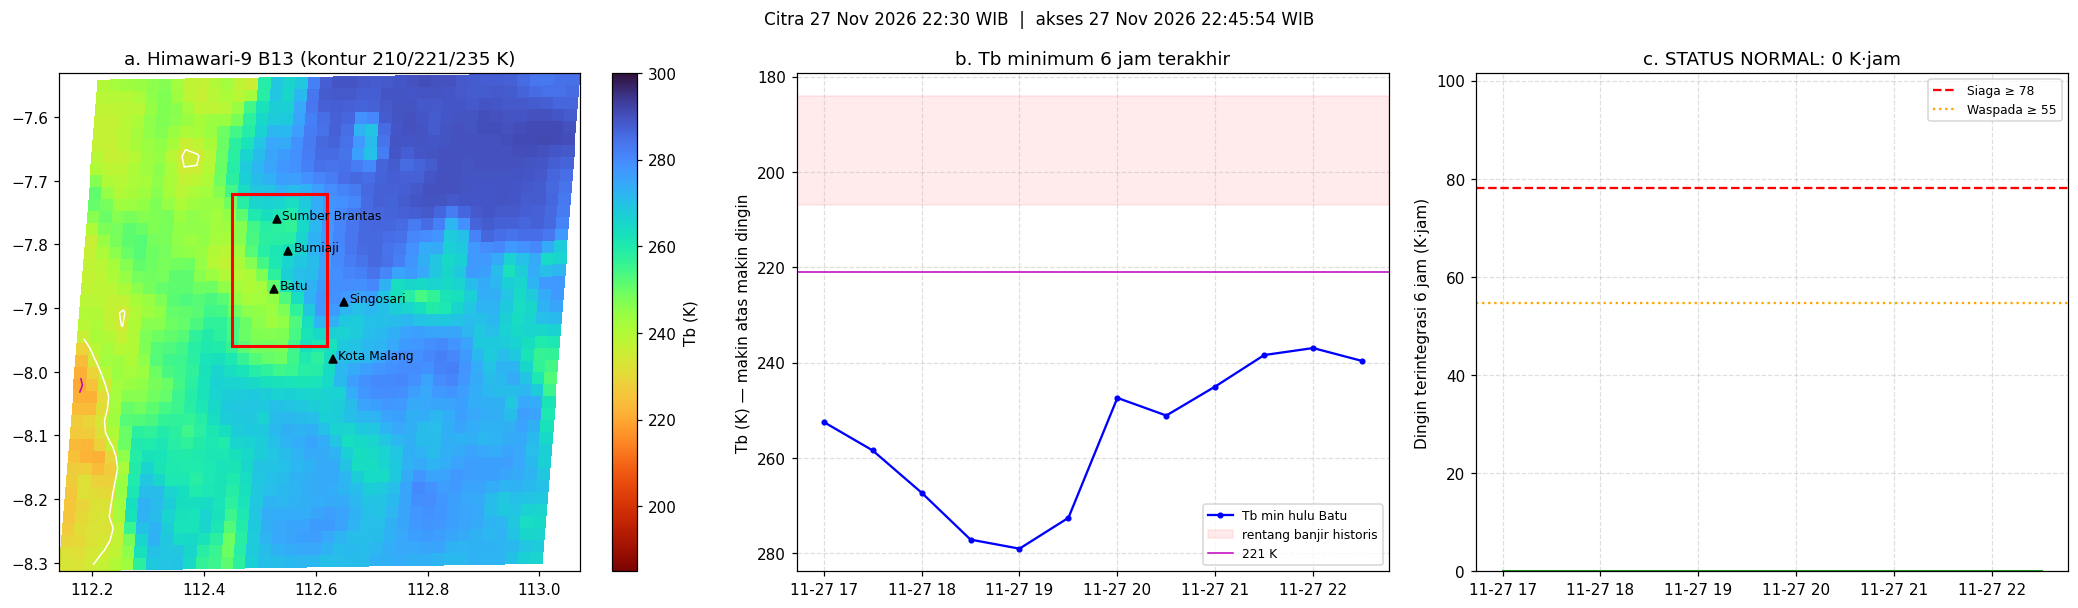 Citra 27 Nov 2026 22:30 WIB | akses 27 Nov 2026 22:45:54 WIB
a. Himawari-9 B13 (kontur 210/221/235 K)
−7.6
−7.7
−7.8
−7.9
−8.0
−8.1
−8.2
−8.3
112.2
112.4
112.6
112.8
113.0
Sumber Brantas
Bumiaji
Batu
Singosari
Kota Malang
300
280
260
240
220
200
Tb (K)
b. Tb minimum 6 jam terakhir
Tb (K) — makin atas makin dingin
180
200
220
240
260
280
11-27 17
11-27 18
11-27 19
11-27 20
11-27 21
11-27 22
Tb min hulu Batu
rentang banjir historis
221 K
c. STATUS NORMAL: 0 K·jam
Dingin terintegrasi 6 jam (K·jam)
100
80
60
40
20
0
11-27 17
11-27 18
11-27 19
11-27 20
11-27 21
11-27 22
Siaga ≥ 78
Waspada ≥ 55